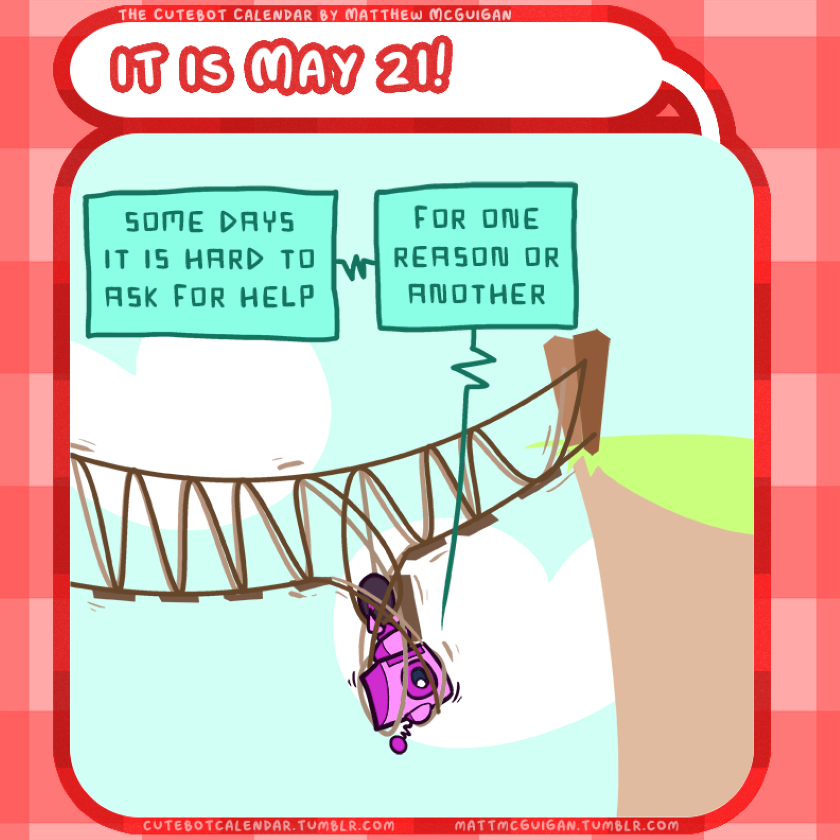 The Cutebot Calendar by Matthew McGuigan
IT IS MAY 21!
SOME DAYS
IT IS HARD TO
ASK FOR HELP
FOR ONE
REASON OR
ANOTHER
cutebotcalendar.tumblr.com
mattmcguigan.tumblr.com